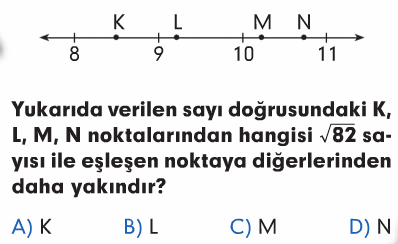 K L M N
8 9 10 11
Yukarıda verilen sayı doğrusundaki K,
L, M, N noktalarından hangisi √82 sa-
yısı ile eşleşen noktaya diğerlerinden
daha yakındır?
A) K B) L C) M D) N